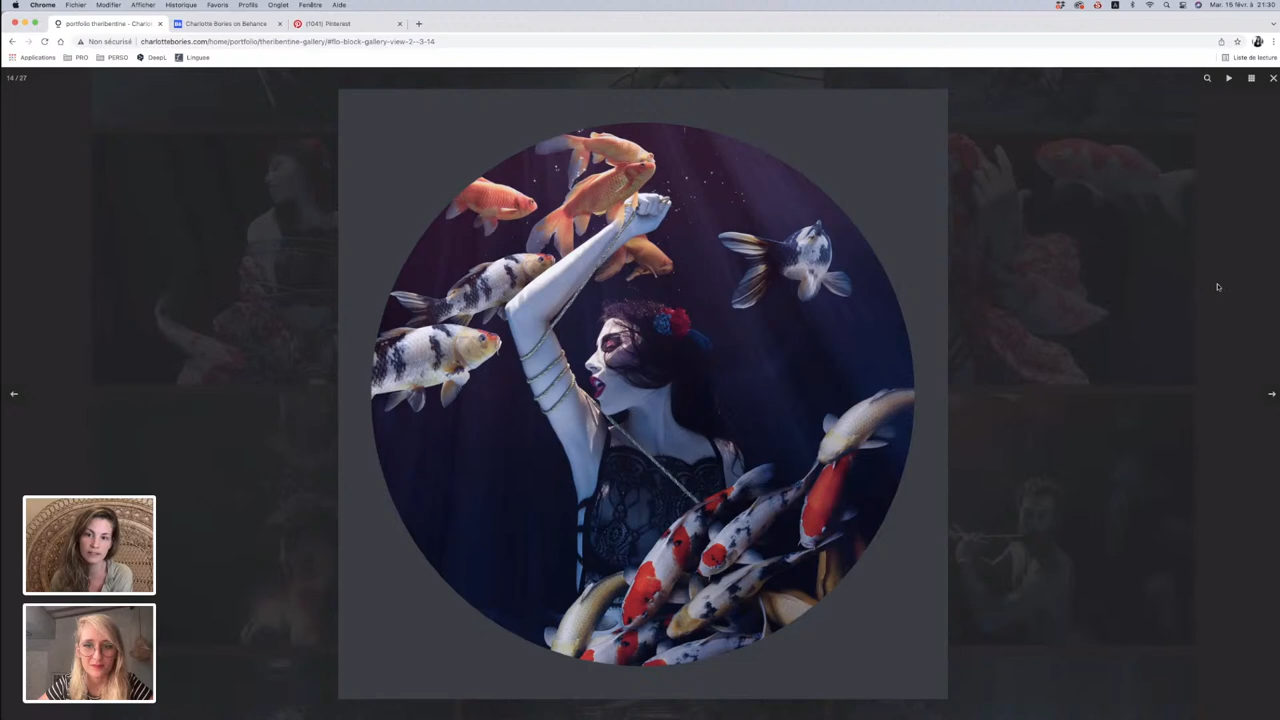 Chrome Fichier Modifier Afficher Historique Favoris Profils Onglet Fenêtre Aide Mar. 15 févr. à 21:30
portfolio theribentine - Charlo Charlotte Bories on Behance (1041) Pinterest
Non sécurisé charlottebories.com/home/portfolio/theribentine-gallery/#flo-block-gallery-view-2--3-14
Applications PRO PERSO DeepL Linguee Liste de lecture
14 / 27